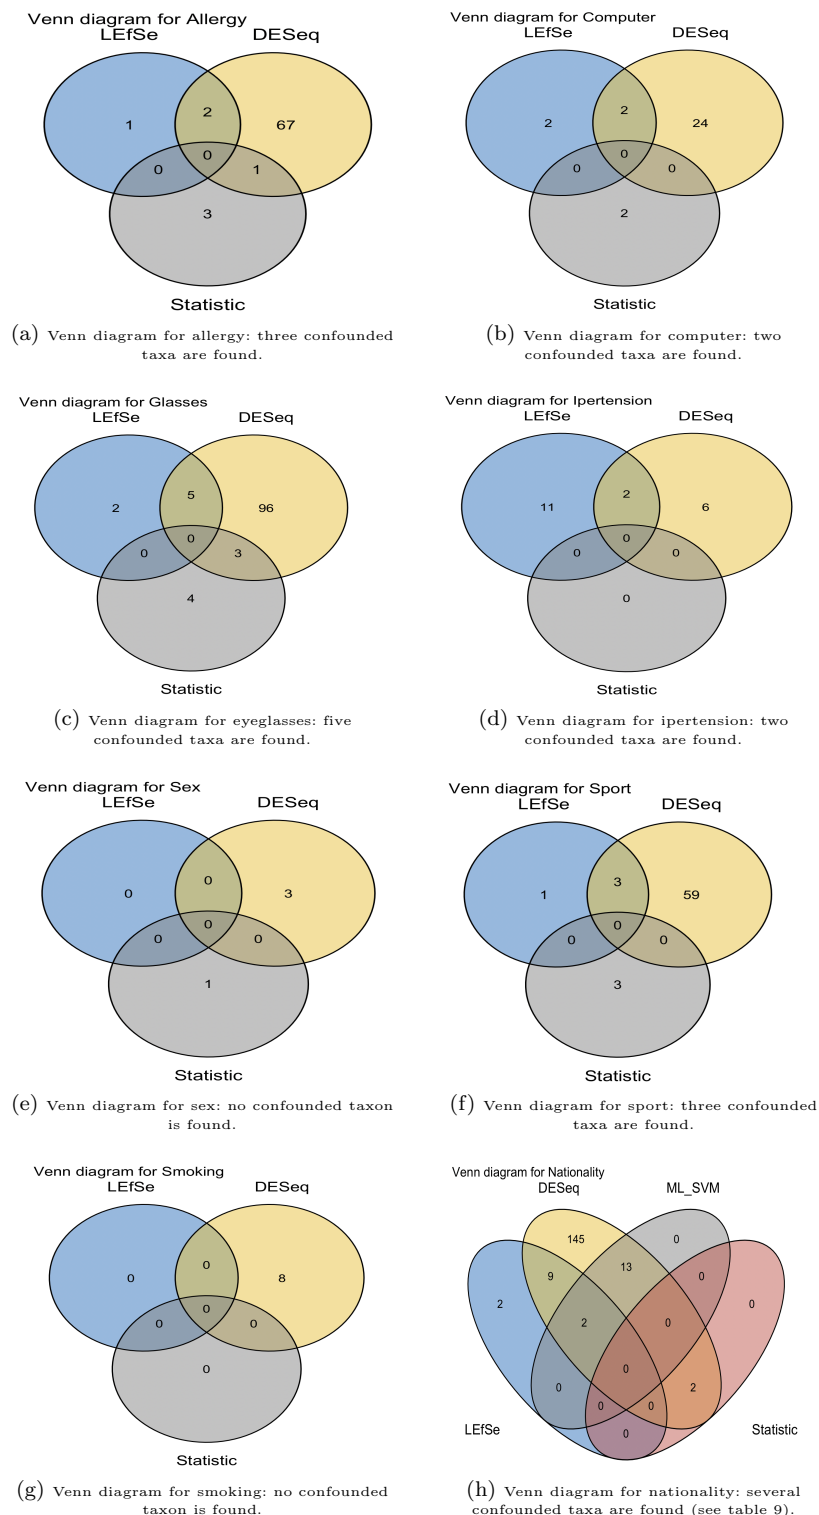 Venn diagram for Allergy
LEfSe DESeq
2
1 67
0
0 1
3
Statistic
(a) Venn diagram for allergy: three confounded
taxa are found.
Venn diagram for Computer
LEfSe DESeq
2
2 24
0
0 0
2
Statistic
(b) Venn diagram for computer: two
confounded taxa are found.
Venn diagram for Glasses
LEfSe DESeq
5
2 96
0
0 3
4
Statistic
(c) Venn diagram for eyeglasses: five
confounded taxa are found.
Venn diagram for Ipertension
LEfSe DESeq
2
11 6
0
0 0
0
Statistic
(d) Venn diagram for ipertension: two
confounded taxa are found.
Venn diagram for Sex
LEfSe DESeq
0
0 3
0
0 0
1
Statistic
(e) Venn diagram for sex: no confounded taxon
is found.
Venn diagram for Sport
LEfSe DESeq
3
1 59
0
0 0
3
Statistic
(f) Venn diagram for sport: three confounded
taxa are found.
Venn diagram for Smoking
LEfSe DESeq
0
0 8
0
0 0
0
Statistic
(g) Venn diagram for smoking: no confounded
taxon is found.
Venn diagram for Nationality
DESeq ML_SVM
145 0
9 13 0
2 0
2 0
0
0 2
0 0
LEfSe 0 Statistic
(h) Venn diagram for nationality: several
confounded taxa are found (see table 9).